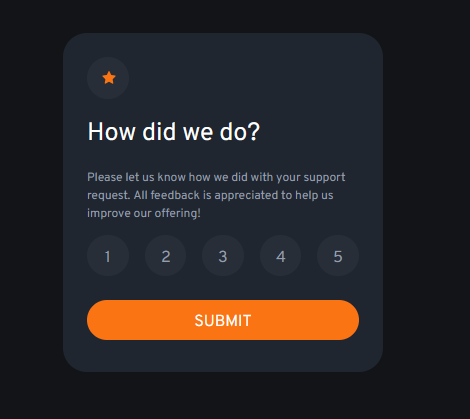 How did we do?
Please let us know how we did with your support
request. All feedback is appreciated to help us
improve our offering!
1 2 3 4 5
SUBMIT